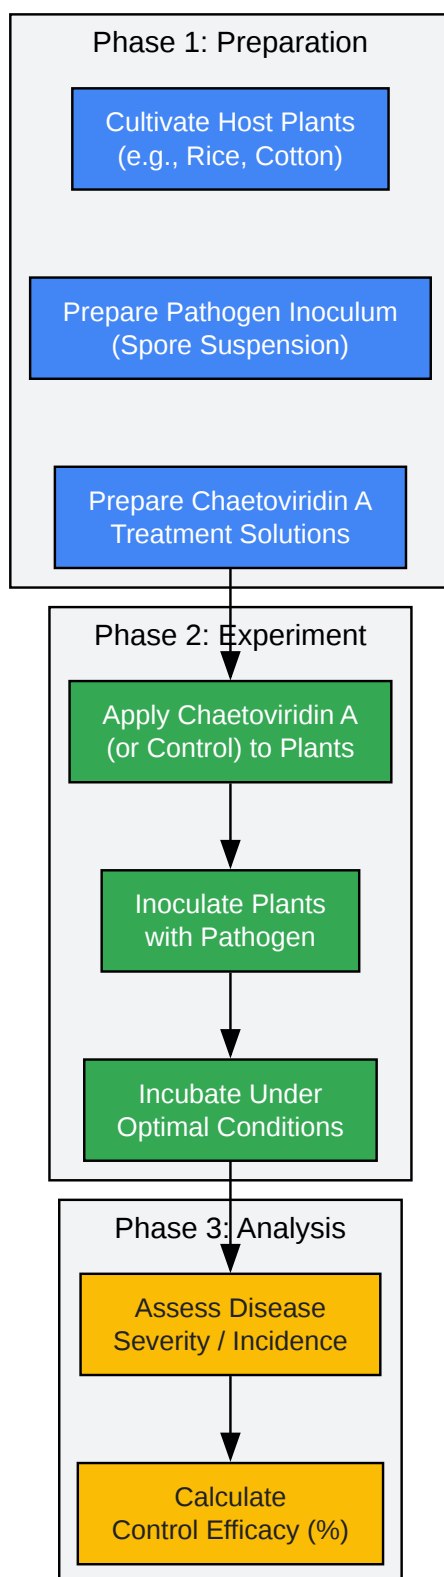 Phase 1: Preparation
Cultivate Host Plants
(e.g., Rice, Cotton)
Prepare Pathogen Inoculum
(Spore Suspension)
Prepare Chaetoviridin A
Treatment Solutions
Phase 2: Experiment
Apply Chaetoviridin A
(or Control) to Plants
Inoculate Plants
with Pathogen
Incubate Under
Optimal Conditions
Phase 3: Analysis
Assess Disease
Severity / Incidence
Calculate
Control Efficacy (%)